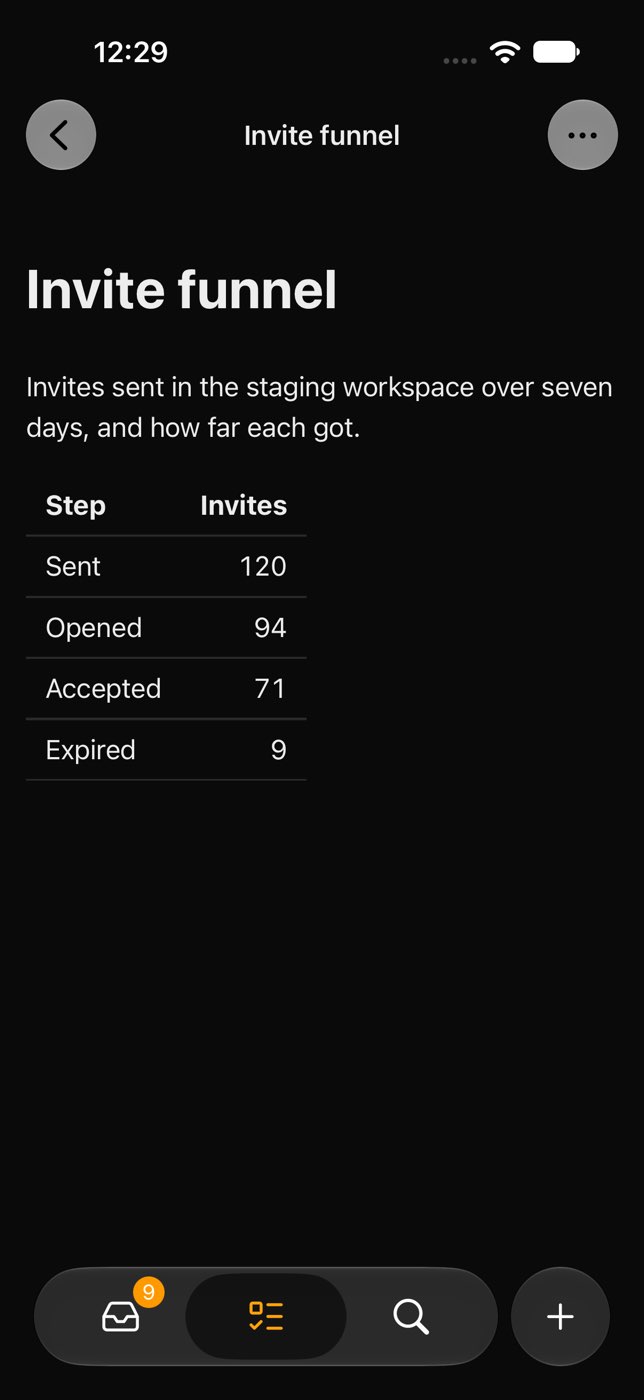 12:29
Invite funnel
Invite funnel
Invites sent in the staging workspace over seven
days, and how far each got.
Step Invites
Sent 120
Opened 94
Accepted 71
Expired 9
9